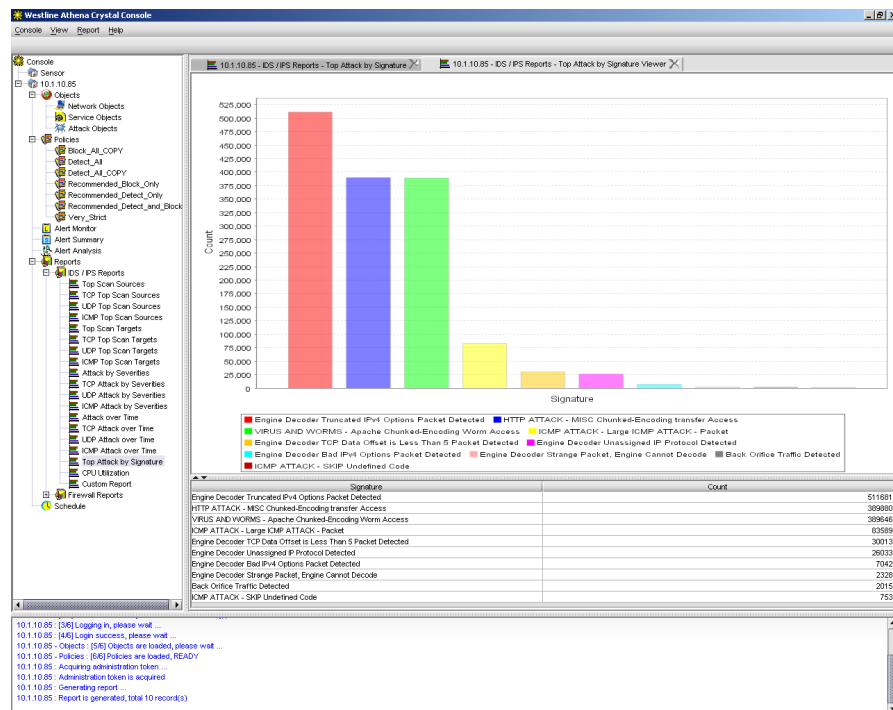 Westline Athena Crystal Console
Console View Report Help
Console
Sensor
10.1.10.85
Objects
Network Objects
Service Objects
Attack Objects
Policies
Block_All_COPY
Detect_All
Detect_All_COPY
Recommended_Block_Only
Recommended_Detect_Only
Recommended_Detect_and_Block
Very_Strict
Alert Monitor
Alert Summary
Alert Analysis
Reports
IDS / IPS Reports
Top Scan Sources
TCP Top Scan Sources
UDP Top Scan Sources
ICMP Top Scan Sources
Top Scan Targets
TCP Top Scan Targets
UDP Top Scan Targets
ICMP Top Scan Targets
Attack by Severities
TCP Attack by Severities
UDP Attack by Severities
ICMP Attack by Severities
Attack over Time
TCP Attack over Time
UDP Attack over Time
ICMP Attack over Time
Top Attack by Signature
CPU Utilization
Custom Report
Firewall Reports
Schedule
10.1.10.85 - IDS / IPS Reports - Top Attack by Signature
10.1.10.85 - IDS / IPS Reports - Top Attack by Signature Viewer
525,000
500,000
475,000
450,000
425,000
400,000
375,000
350,000
325,000
300,000
275,000
250,000
225,000
200,000
175,000
150,000
125,000
100,000
75,000
50,000
25,000
0
Count
Signature
Engine Decoder Truncated IPv4 Options Packet Detected HTTP ATTACK - MISC Chunked-Encoding transfer Access
VIRUS AND WORMS - Apache Chunked-Encoding Worm Access ICMP ATTACK - Large ICMP ATTACK - Packet
Engine Decoder TCP Data Offset is Less Than 5 Packet Detected Engine Decoder Unassigned IP Protocol Detected
Engine Decoder Bad IPv4 Options Packet Detected Engine Decoder Strange Packet, Engine Cannot Decode Back Orifice Traffic Detected
ICMP ATTACK - SKIP Undefined Code
Signature Count
Engine Decoder Truncated IPv4 Options Packet Detected 511681
HTTP ATTACK - MISC Chunked-Encoding transfer Access 389880
VIRUS AND WORMS - Apache Chunked-Encoding Worm Access 389646
ICMP ATTACK - Large ICMP ATTACK - Packet 83589
Engine Decoder TCP Data Offset is Less Than 5 Packet Detected 30013
Engine Decoder Unassigned IP Protocol Detected 26033
Engine Decoder Bad IPv4 Options Packet Detected 7042
Engine Decoder Strange Packet, Engine Cannot Decode 2328
Back Orifice Traffic Detected 2015
ICMP ATTACK - SKIP Undefined Code 753
10.1.10.85 : [3/6] Logging in, please wait ...
10.1.10.85 : [4/6] Login success, please wait ...
10.1.10.85 - Objects : [5/6] Objects are loaded, please wait ...
10.1.10.85 - Policies : [6/6] Policies are loaded, READY
10.1.10.85 : Acquiring administration token ...
10.1.10.85 : Administration token is acquired
10.1.10.85 : Generating report ...
10.1.10.85 : Report is generated, total 10 record(s)